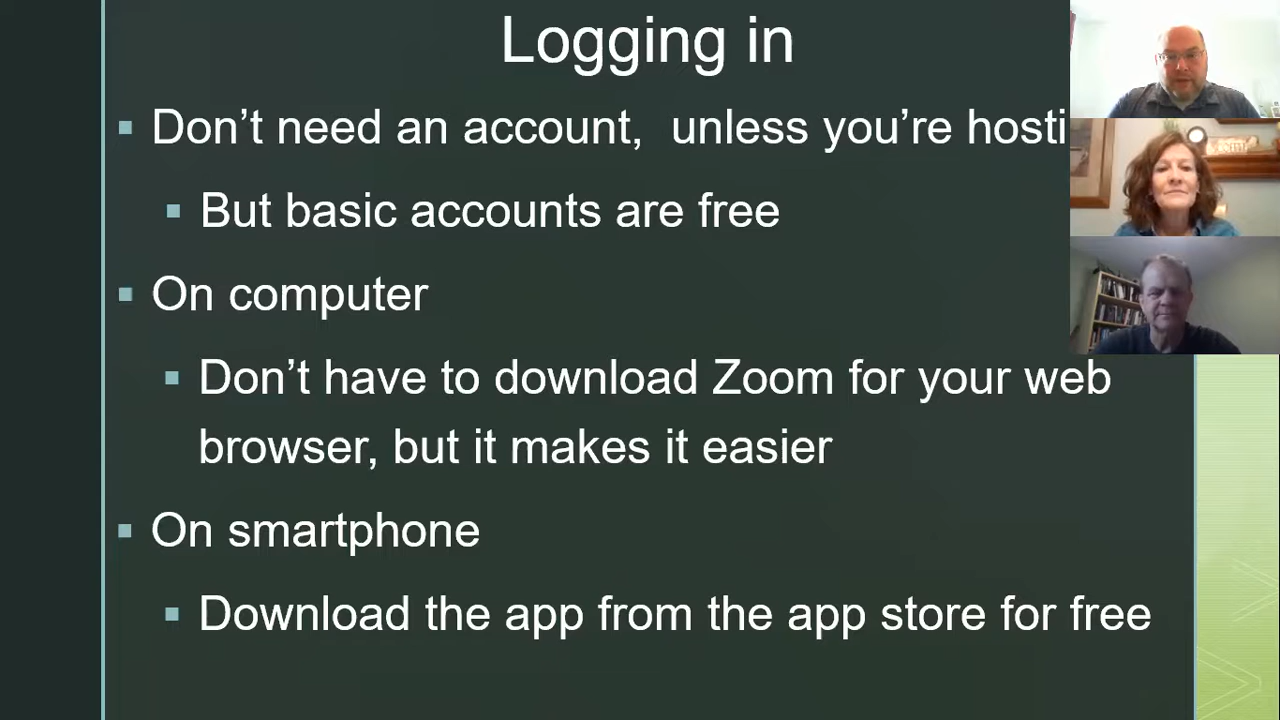 Logging in
Don’t need an account, unless you’re hosti
But basic accounts are free
On computer
Don’t have to download Zoom for your web
browser, but it makes it easier
On smartphone
Download the app from the app store for free